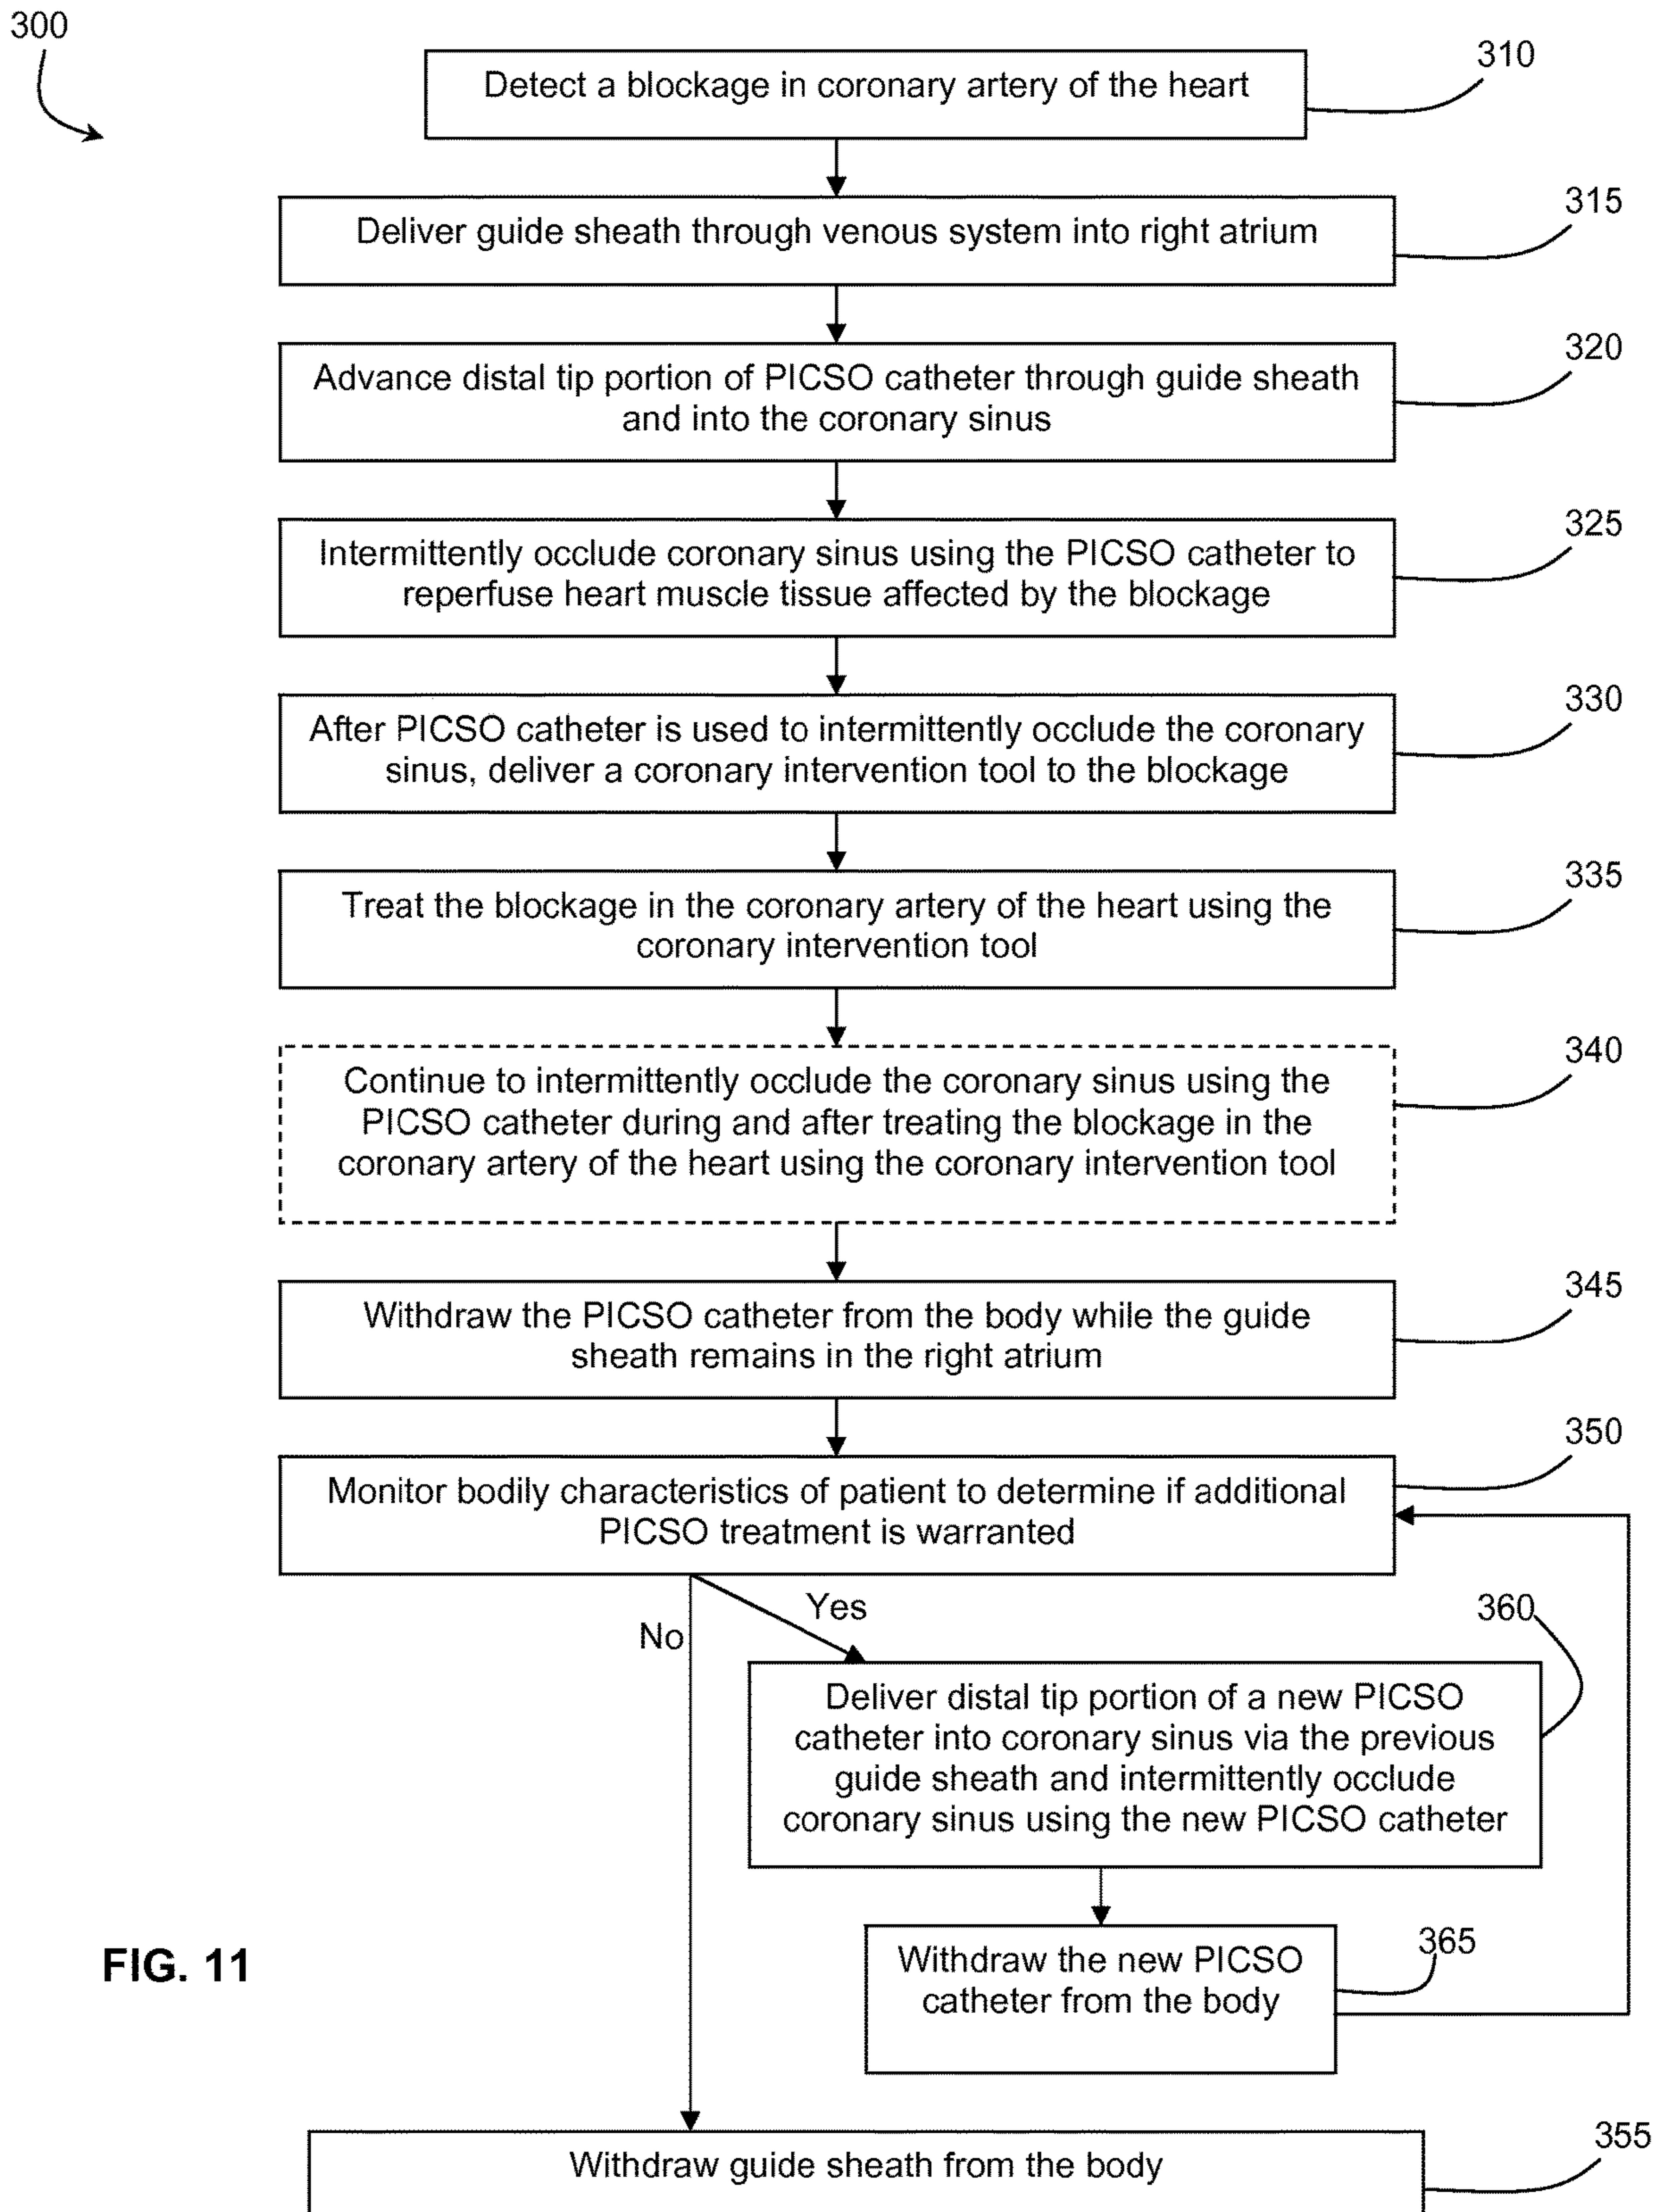 300
310
Detect a blockage in coronary artery of the heart
315
Deliver guide sheath through venous system into right atrium
320
Advance distal tip portion of PICSO catheter through guide sheath
and into the coronary sinus
325
Intermittently occlude coronary sinus using the PICSO catheter to
reperfuse heart muscle tissue affected by the blockage
330
After PICSO catheter is used to intermittently occlude the coronary
sinus, deliver a coronary intervention tool to the blockage
335
Treat the blockage in the coronary artery of the heart using the
coronary intervention tool
340
Continue to intermittently occlude the coronary sinus using the
PICSO catheter during and after treating the blockage in the
coronary artery of the heart using the coronary intervention tool
345
Withdraw the PICSO catheter from the body while the guide
sheath remains in the right atrium
350
Monitor bodily characteristics of patient to determine if additional
PICSO treatment is warranted
Yes
No
360
Deliver distal tip portion of a new PICSO
catheter into coronary sinus via the previous
guide sheath and intermittently occlude
coronary sinus using the new PICSO catheter
365
Withdraw the new PICSO
catheter from the body
FIG. 11
355
Withdraw guide sheath from the body